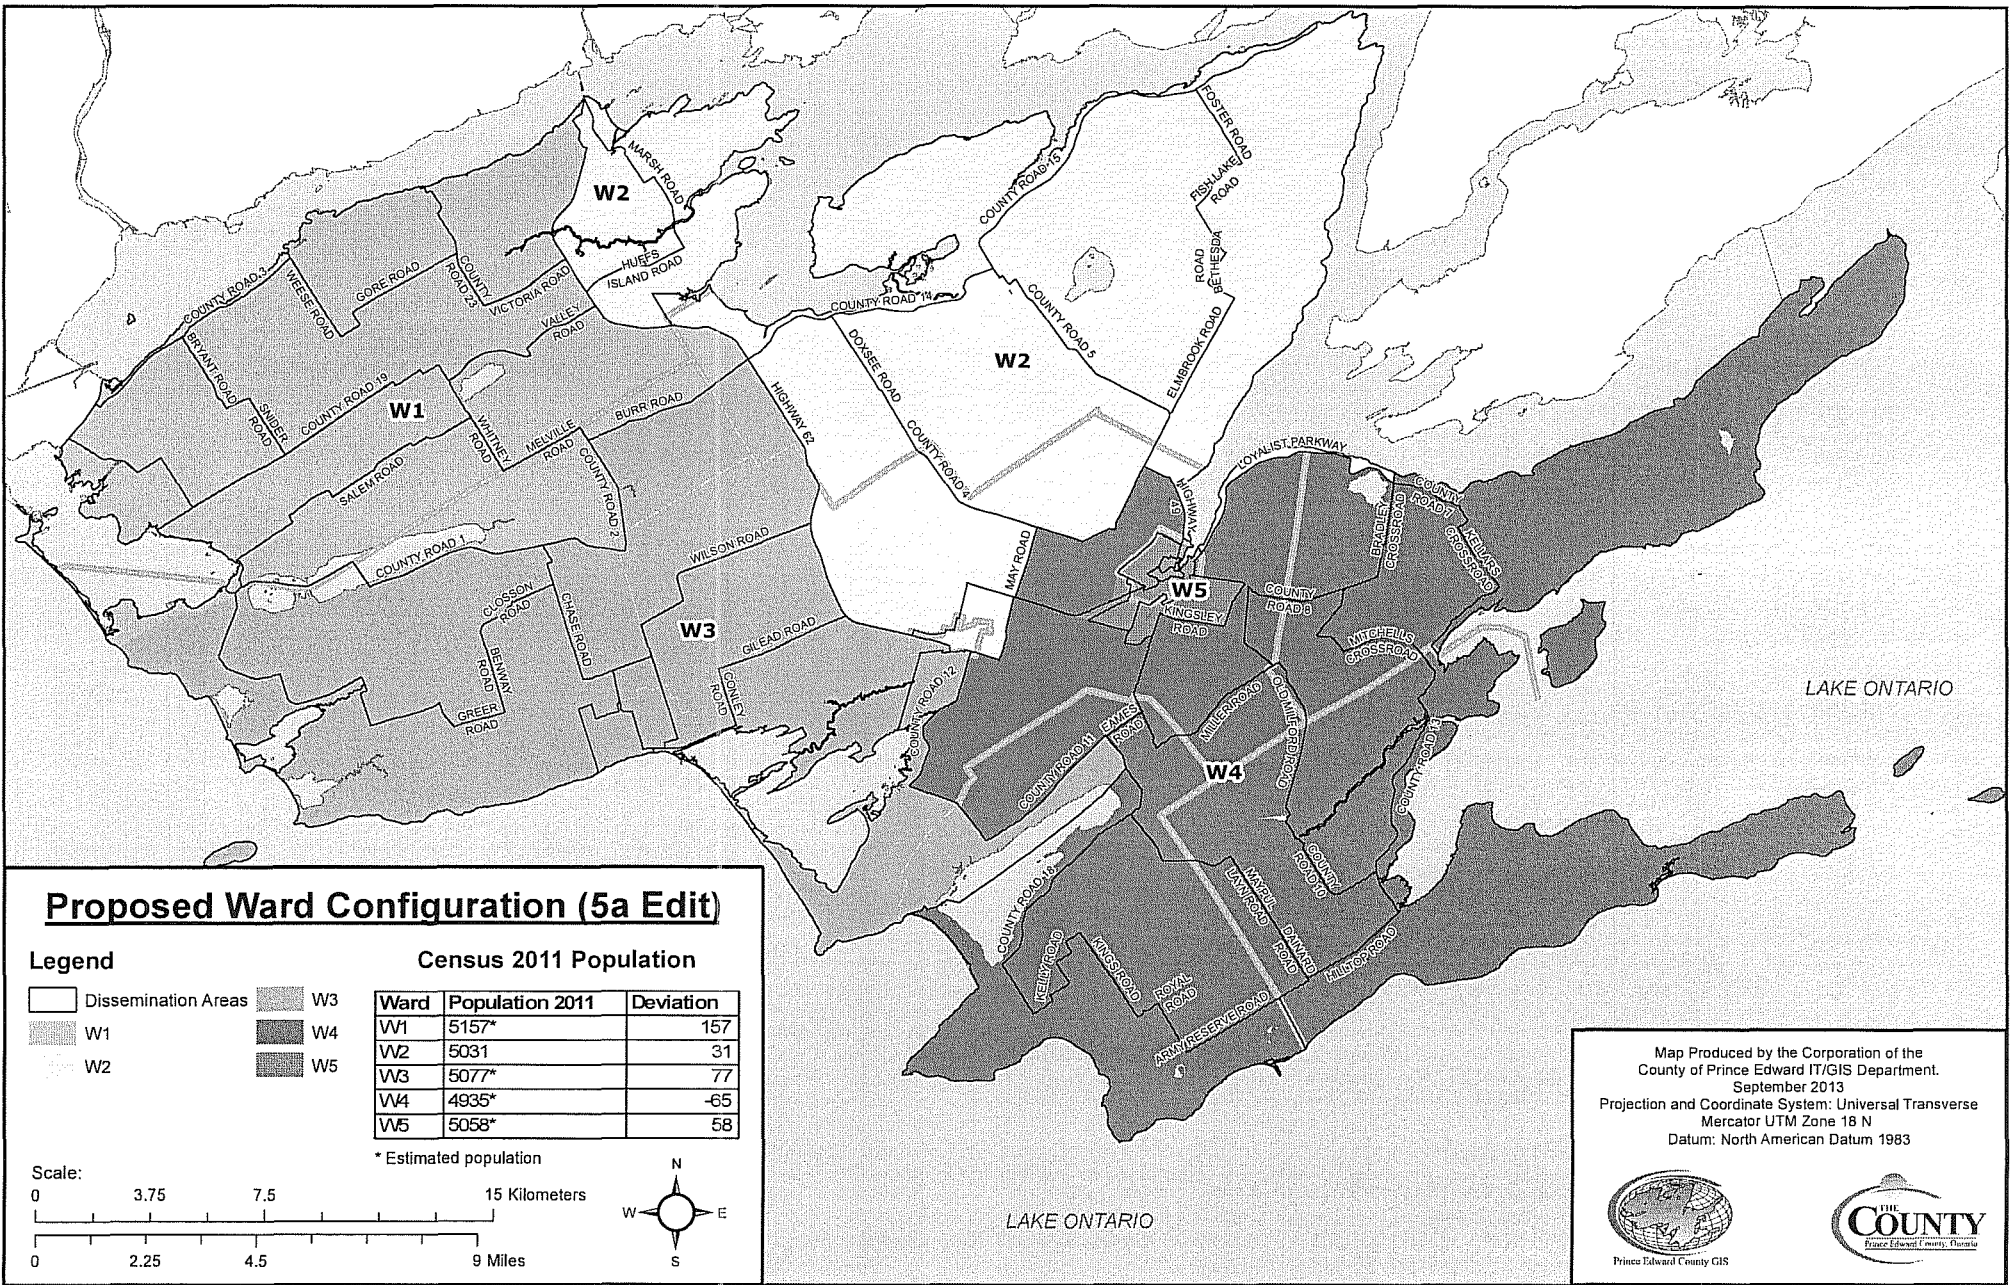 COUNTY ROAD 3
WEESE ROAD
GORE ROAD
COUNTY
ROAD 23
VICTORIA ROAD
VALLEY
ROAD
W2
MARSH ROAD
HUFFS
ISLAND ROAD
COUNTY ROAD 15
FOSTER ROAD
FISH LAKE
ROAD
BETHESDA
ROAD
COUNTY ROAD 14
COUNTY ROAD 5
ELMBROOK ROAD
DOXSEE ROAD
W2
COUNTY ROAD 4
BRYANT ROAD
SNIDER
ROAD
COUNTY ROAD 19
W1
SALEM ROAD
WHITNEY
ROAD
MELVILLE
ROAD
BURR ROAD
HIGHWAY 62
COUNTY ROAD 2
COUNTY ROAD 1
CLOSSON
ROAD
CHASE ROAD
BENWAY
ROAD
GREER
ROAD
WILSON ROAD
W3
GILEAD ROAD
CONLEY
ROAD
COUNTY ROAD 12
MAY ROAD
HIGHWAY
49
LOYALIST PARKWAY
COUNTY
ROAD 7
BRADLEY
CROSSROAD
KELLARS
CROSSROAD
W5
KINGSLEY
ROAD
COUNTY
ROAD 8
MITCHELLS
CROSSROAD
EAMES
ROAD
COUNTY ROAD 11
MILLER ROAD
OLD MILFORD ROAD
W4
COUNTY ROAD 13
COUNTY
ROAD 10
COUNTY ROAD 18
KELLY ROAD
KINGS ROAD
ROYAL
ROAD
MAYPUL
LAYN ROAD
DAINARD
ROAD
HILLTOP ROAD
ARMY RESERVE ROAD
LAKE ONTARIO
LAKE ONTARIO
Proposed Ward Configuration (5a Edit)
Legend
Dissemination Areas
W1
W2
W3
W4
W5
Census 2011 Population
Ward Population 2011 Deviation
W1 5157* 157
W2 5031 31
W3 5077* 77
W4 4935* -65
W5 5058* 58
* Estimated population
Scale:
0 3.75 7.5 15 Kilometers
0 2.25 4.5 9 Miles
N
W E
S
Map Produced by the Corporation of the
County of Prince Edward IT/GIS Department.
September 2013
Projection and Coordinate System: Universal Transverse
Mercator UTM Zone 18 N
Datum: North American Datum 1983
Prince Edward County GIS
THE
COUNTY
Prince Edward County, Ontario